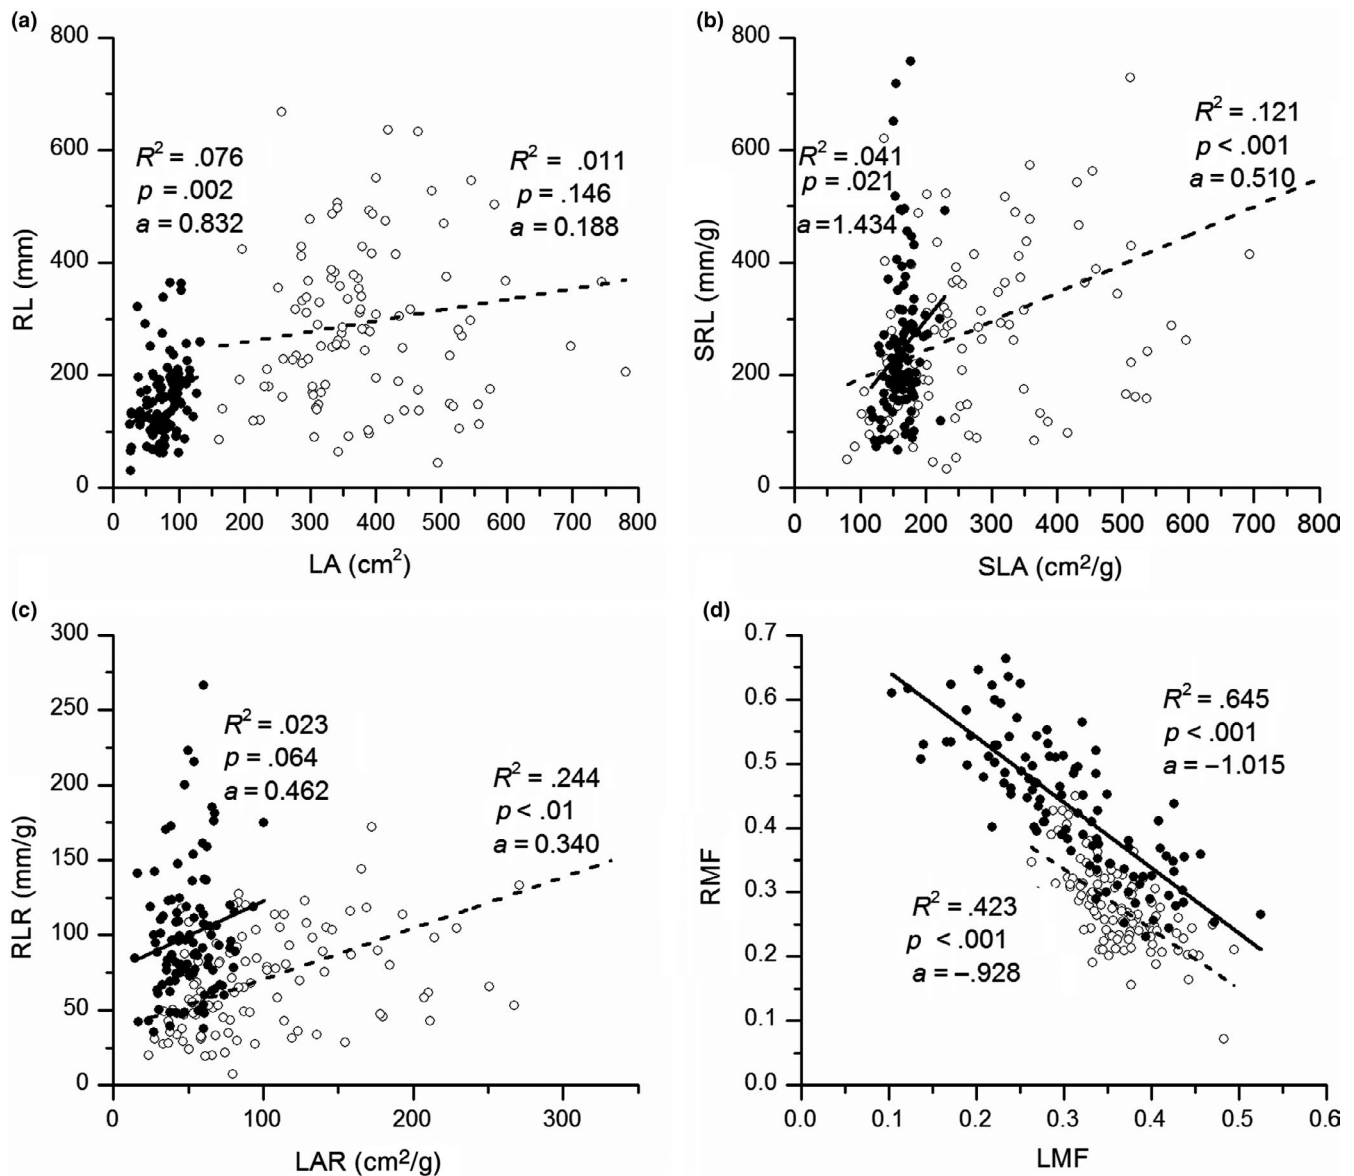 (a)
800
600
400
200
0
RL (mm)
R² = .076
p = .002
a = 0.832
R² = .011
p = .146
a = 0.188
0 100 200 300 400 500 600 700 800
LA (cm²)
(b)
800
600
400
200
0
SRL (mm/g)
R² = .041
p = .021
a = 1.434
R² = .121
p < .001
a = 0.510
0 100 200 300 400 500 600 700 800
SLA (cm²/g)
(c)
300
250
200
150
100
50
0
RLR (mm/g)
R² = .023
p = .064
a = 0.462
R² = .244
p < .01
a = 0.340
0 100 200 300
LAR (cm²/g)
(d)
0.7
0.6
0.5
0.4
0.3
0.2
0.1
0.0
RMF
R² = .645
p < .001
a = −1.015
R² = .423
p < .001
a = −.928
0.0 0.1 0.2 0.3 0.4 0.5 0.6
LMF